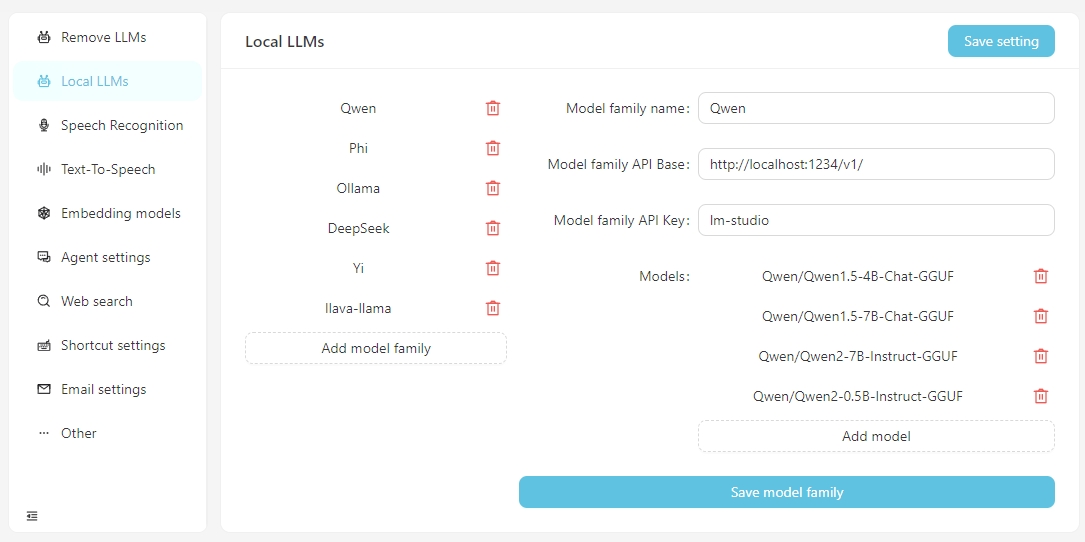 Remove LLMs
Local LLMs
Speech Recognition
Text-To-Speech
Embedding models
Agent settings
Web search
Shortcut settings
Email settings
Other
Local LLMs
Save setting
Qwen
Phi
Ollama
DeepSeek
Yi
llava-llama
Add model family
Model family name: Qwen
Model family API Base: http://localhost:1234/v1/
Model family API Key: lm-studio
Models: Qwen/Qwen1.5-4B-Chat-GGUF
Qwen/Qwen1.5-7B-Chat-GGUF
Qwen/Qwen2-7B-Instruct-GGUF
Qwen/Qwen2-0.5B-Instruct-GGUF
Add model
Save model family